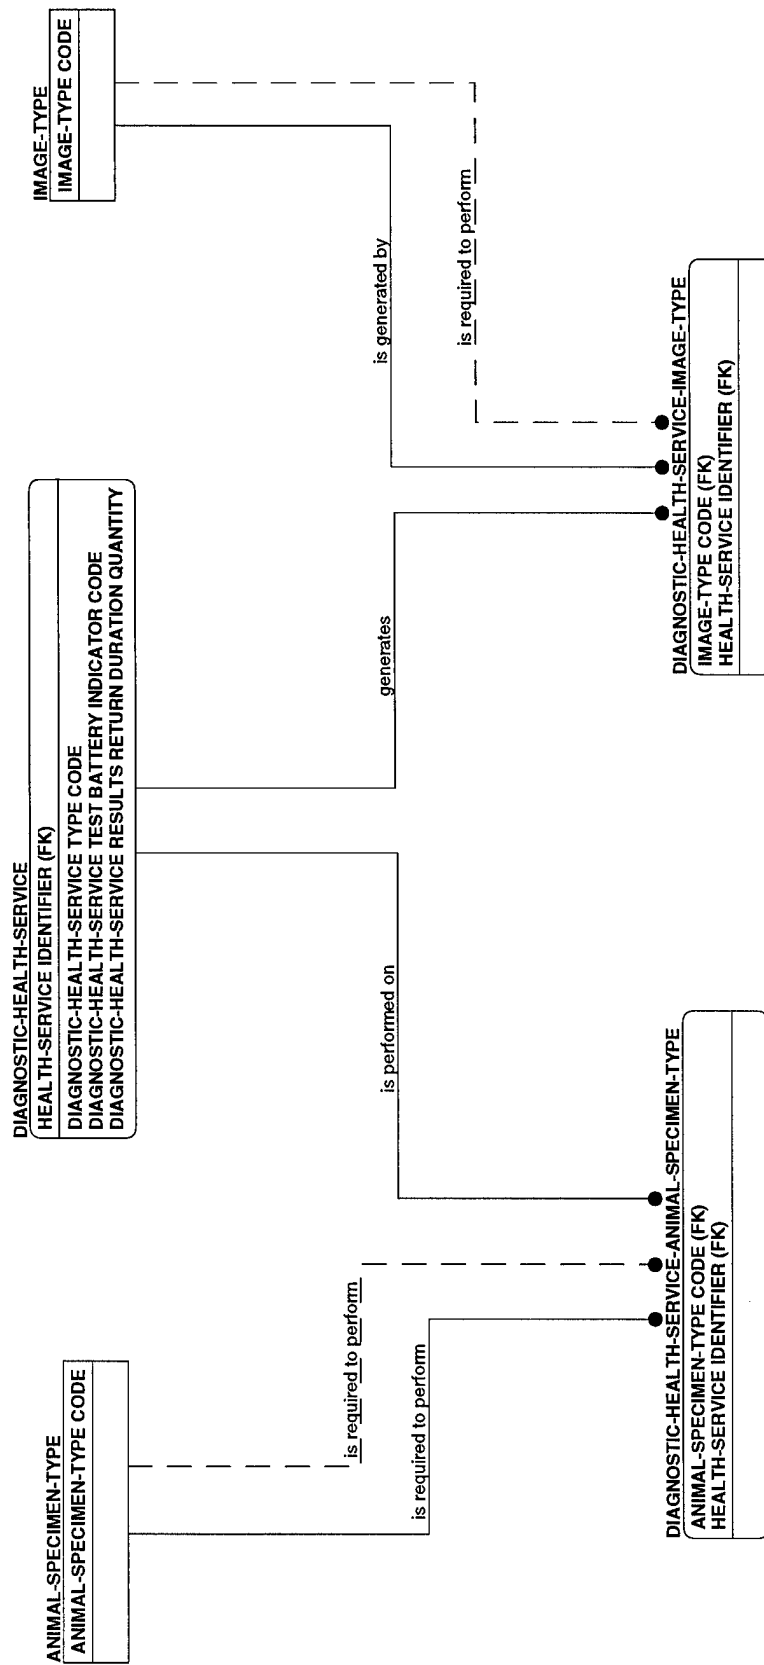 ANIMAL-SPECIMEN-TYPE
ANIMAL-SPECIMEN-TYPE CODE
DIAGNOSTIC-HEALTH-SERVICE
HEALTH-SERVICE IDENTIFIER (FK)
DIAGNOSTIC-HEALTH-SERVICE TYPE CODE
DIAGNOSTIC-HEALTH-SERVICE TEST BATTERY INDICATOR CODE
DIAGNOSTIC-HEALTH-SERVICE RESULTS RETURN DURATION QUANTITY
IMAGE-TYPE
IMAGE-TYPE CODE
is required to perform
is required to perform
is performed on
generates
is generated by
is required to perform
DIAGNOSTIC-HEALTH-SERVICE-ANIMAL-SPECIMEN-TYPE
ANIMAL-SPECIMEN-TYPE CODE (FK)
HEALTH-SERVICE IDENTIFIER (FK)
DIAGNOSTIC-HEALTH-SERVICE-IMAGE-TYPE
IMAGE-TYPE CODE (FK)
HEALTH-SERVICE IDENTIFIER (FK)